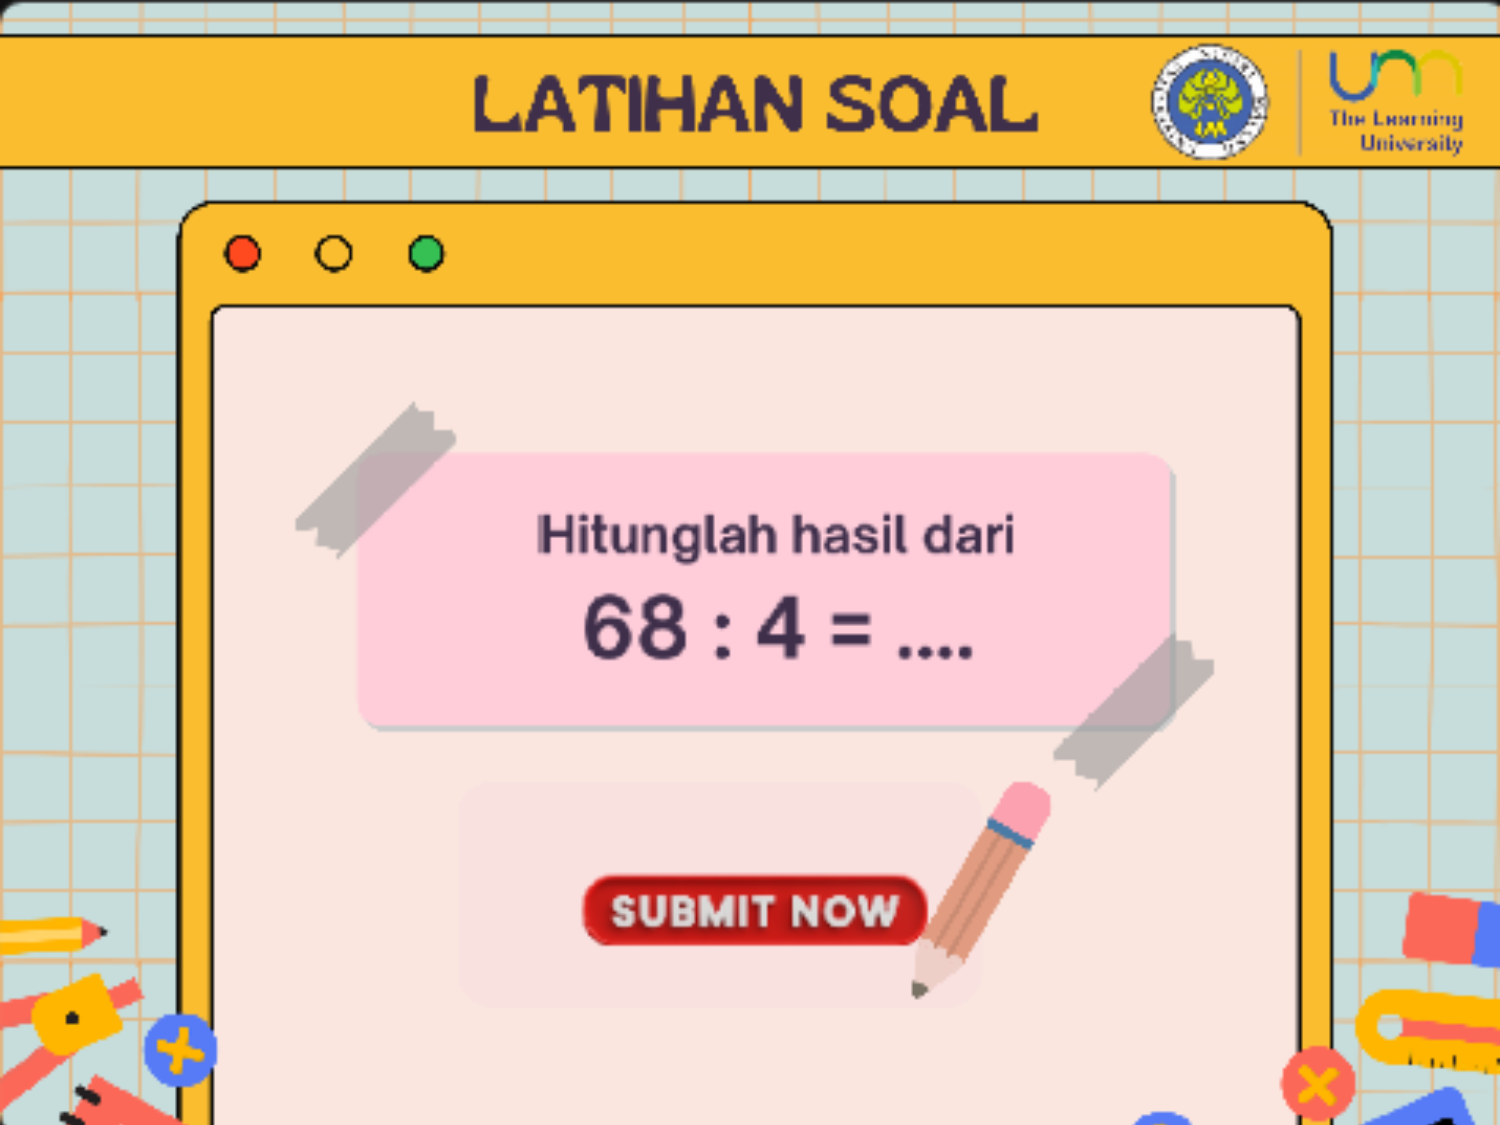 LATIHAN SOAL
The Learning
University
Hitunglah hasil dari
68 : 4 = ....
SUBMIT NOW